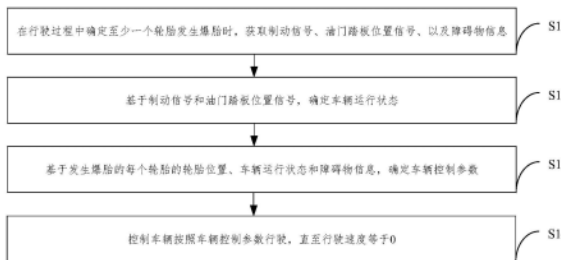 在行驶过程中确定至少一个轮胎发生爆胎时，获取制动信号、油门踏板位置信号、以及障碍物信息
S1
基于制动信号和油门踏板位置信号，确定车辆运行状态
S1
基于发生爆胎的每个轮胎的轮胎位置、车辆运行状态和障碍物信息，确定车辆控制参数
S1
控制车辆按照车辆控制参数行驶，直至行驶速度等于0
S1